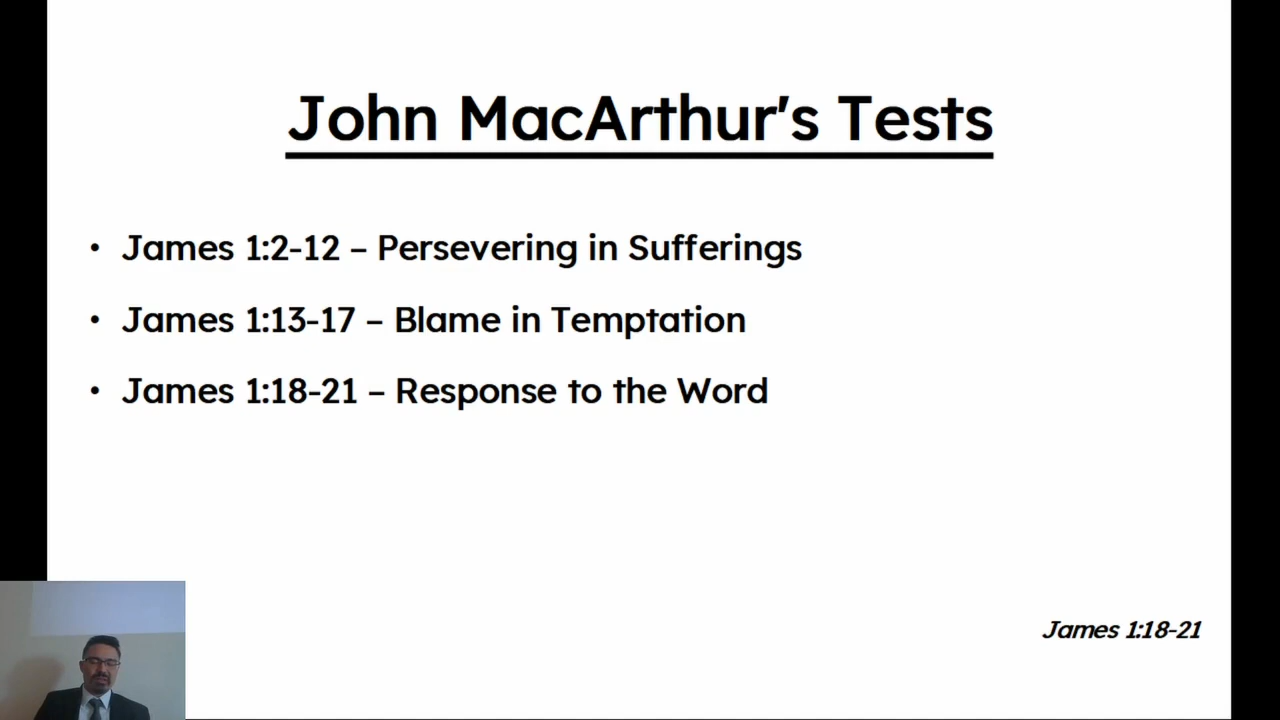 John MacArthur's Tests
• James 1:2-12 – Persevering in Sufferings
• James 1:13-17 – Blame in Temptation
• James 1:18-21 – Response to the Word
James 1:18-21